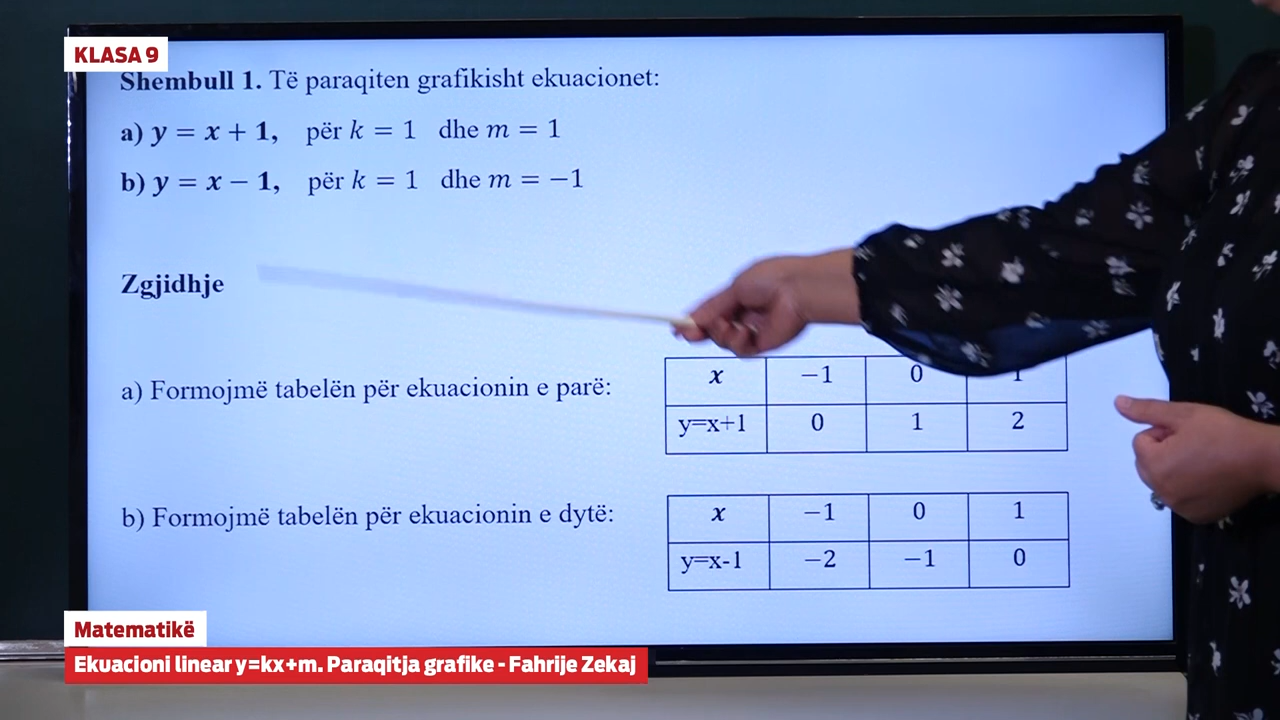 KLASA 9
Shembull 1. Të paraqiten grafikisht ekuacionet:
a) y = x + 1, për k = 1 dhe m = 1
b) y = x − 1, për k = 1 dhe m = −1
Zgjidhje
a) Formojmë tabelën për ekuacionin e parë:
x −1 0 1
y=x+1 0 1 2
b) Formojmë tabelën për ekuacionin e dytë:
x −1 0 1
y=x-1 −2 −1 0
Matematikë
Ekuacioni linear y=kx+m. Paraqitja grafike - Fahrije Zekaj